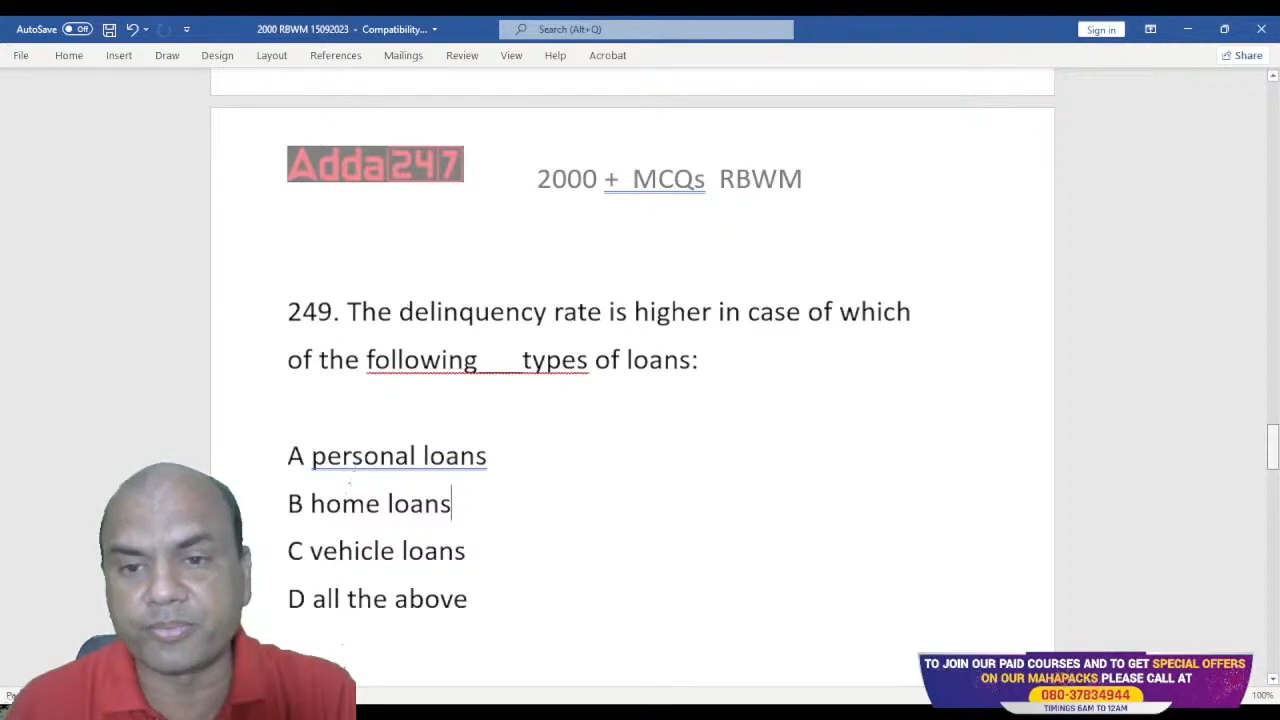 AutoSave Off 2000 RBWM 15092023 - Compatibility... Search (Alt+Q) Sign in
File Home Insert Draw Design Layout References Mailings Review View Help Acrobat Share
Adda247
2000 + MCQs RBWM
249. The delinquency rate is higher in case of which
of the following types of loans:
A personal loans
B home loans
C vehicle loans
D all the above
TO JOIN OUR PAID COURSES AND TO GET SPECIAL OFFERS
ON OUR MAHAPACKS PLEASE CALL AT
080-37834944
TIMINGS 6AM TO 12AM
100%